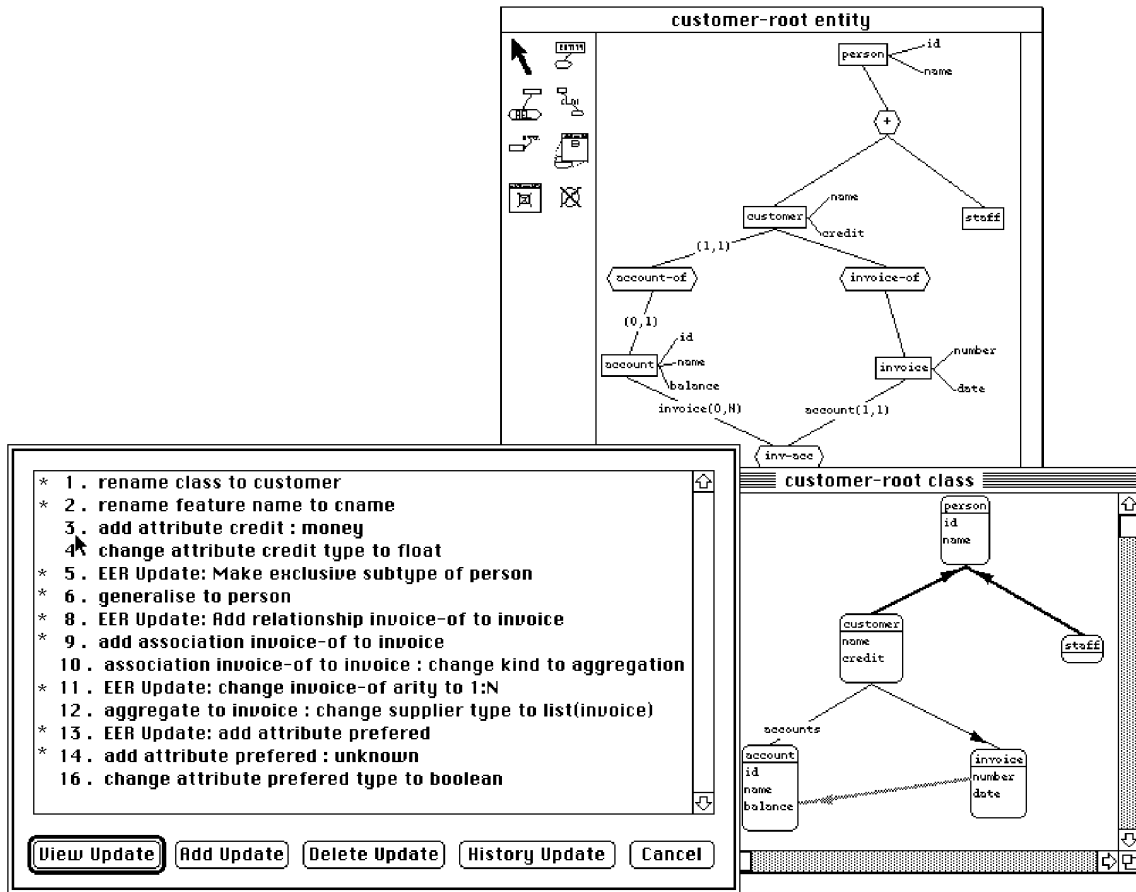 customer-root entity
ENTITY
person
id
name
+
customer
name
credit
staff
(1,1)
account-of
invoice-of
(0,1)
account
id
name
balance
invoice
number
date
invoice(0,N)
account(1,1)
inv-acc
* 1. rename class to customer
* 2. rename feature name to cname
3. add attribute credit : money
4. change attribute credit type to float
* 5. EER Update: Make exclusive subtype of person
* 6. generalise to person
* 8. EER Update: Add relationship invoice-of to invoice
* 9. add association invoice-of to invoice
10. association invoice-of to invoice : change kind to aggregation
* 11. EER Update: change invoice-of arity to 1:N
12. aggregate to invoice : change supplier type to list(invoice)
* 13. EER Update: add attribute prefered
* 14. add attribute prefered : unknown
16. change attribute prefered type to boolean
View Update
Add Update
Delete Update
History Update
Cancel
customer-root class
person
id
name
customer
name
credit
staff
accounts
account
id
name
balance
invoice
number
date